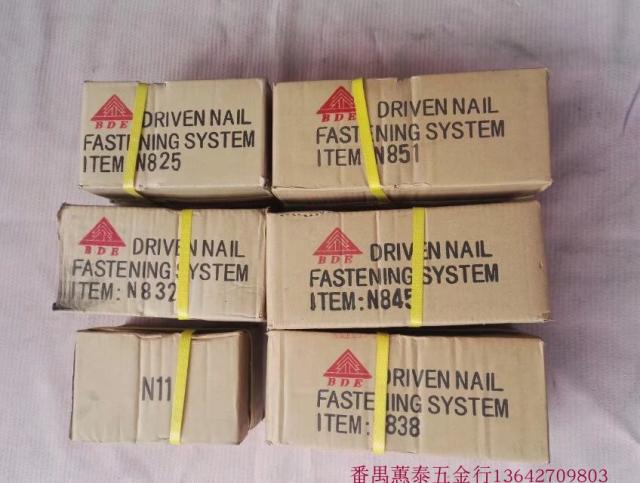 BDE
DRIVEN NAIL
FASTENING SYSTEM
ITEM:N825
BDE
DRIVEN NAIL
FASTENING SYSTEM
ITEM:N851
BDE
DRIVEN NAIL
FASTENING SYSTEM
ITEM:N832
BDE
DRIVEN NAIL
FASTENING SYSTEM
ITEM:N845
N11
BDE
DRIVEN NAIL
FASTENING SYSTEM
ITEM: 838
番禺蕙泰五金行13642709803